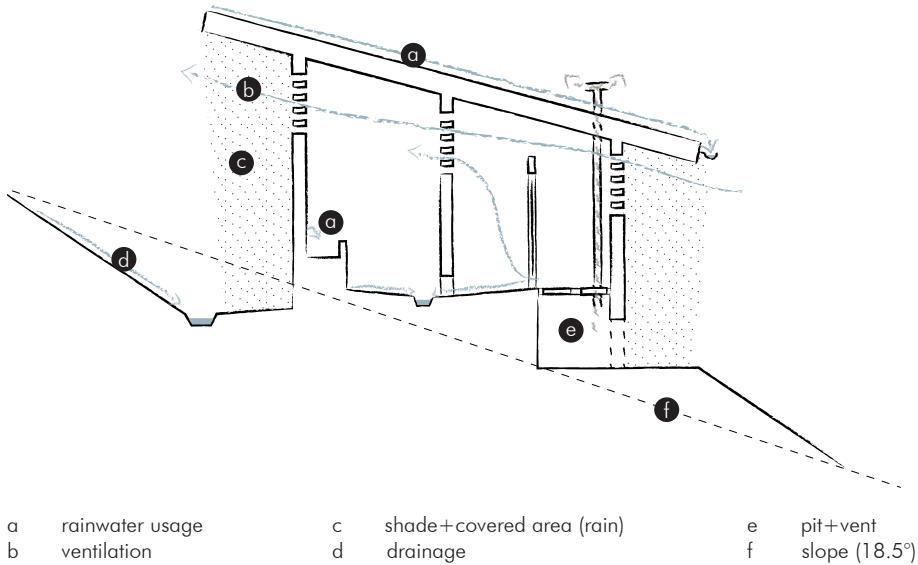 a
b
c
a
d
e
f
a rainwater usage c shade+covered area (rain) e pit+vent
b ventilation d drainage f slope (18.5°)